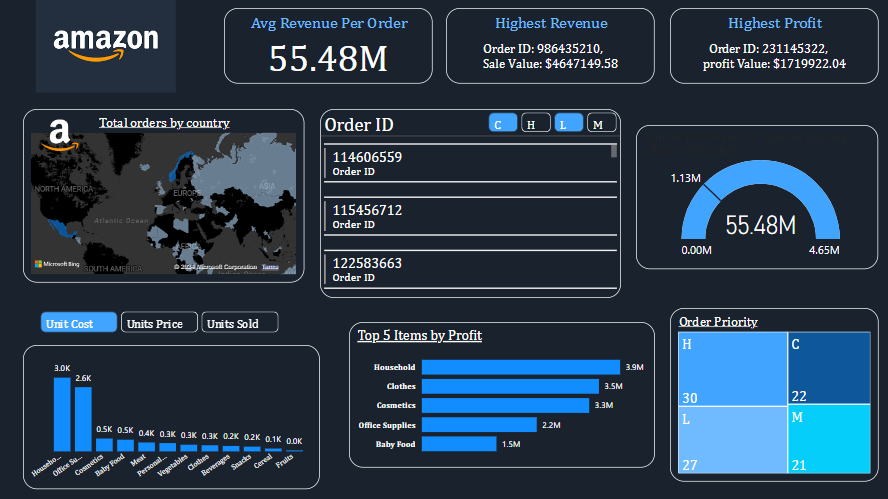 amazon
Avg Revenue Per Order
55.48M
Highest Revenue
Order ID: 986435210,
Sale Value: $4647149.58
Highest Profit
Order ID: 231145322,
profit Value: $1719922.04
a
Total orders by country
NORTH AMERICA
EUROPE
ASIA
Atlantic Ocean
AFRICA
SOUTH AMERICA
Microsoft Bing
Microsoft Corporation Terms
Order ID
C H L M
114606559
Order ID
115456712
Order ID
122583663
Order ID
1.13M
55.48M
0.00M 4.65M
Unit Cost Units Price Units Sold
3.0K
2.6K
0.5K 0.5K 0.4K 0.3K 0.3K 0.3K 0.2K 0.2K 0.1K 0.0K
Househo... Office Su... Cosmetics Baby Food Meat Personal... Vegetables Clothes Beverages Snacks Cereal Fruits
Top 5 Items by Profit
Household 3.9M
Clothes 3.5M
Cosmetics 3.3M
Office Supplies 2.2M
Baby Food 1.5M
Order Priority
H C
30 22
L M
27 21